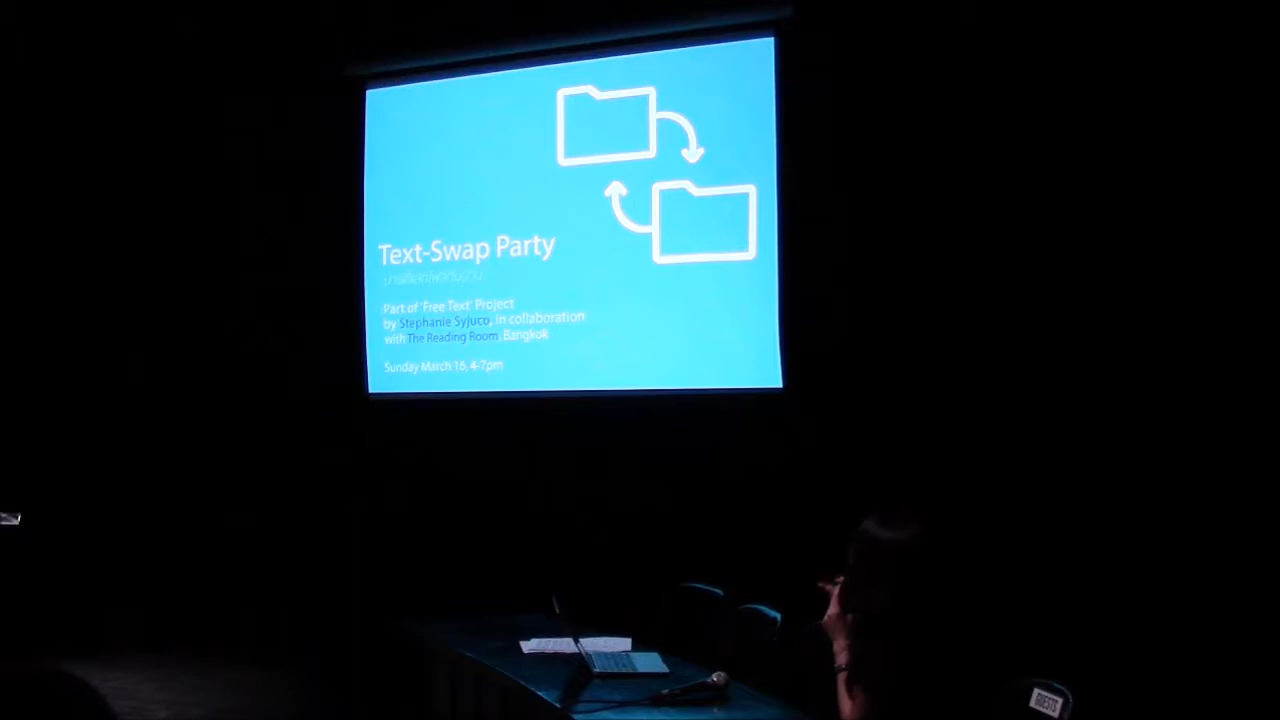 Text-Swap Party
Part of 'Free Text' Project
by Stephanie Syjuco, in collaboration
with The Reading Room Bangkok
Sunday March 16, 4-7pm
GUESTS